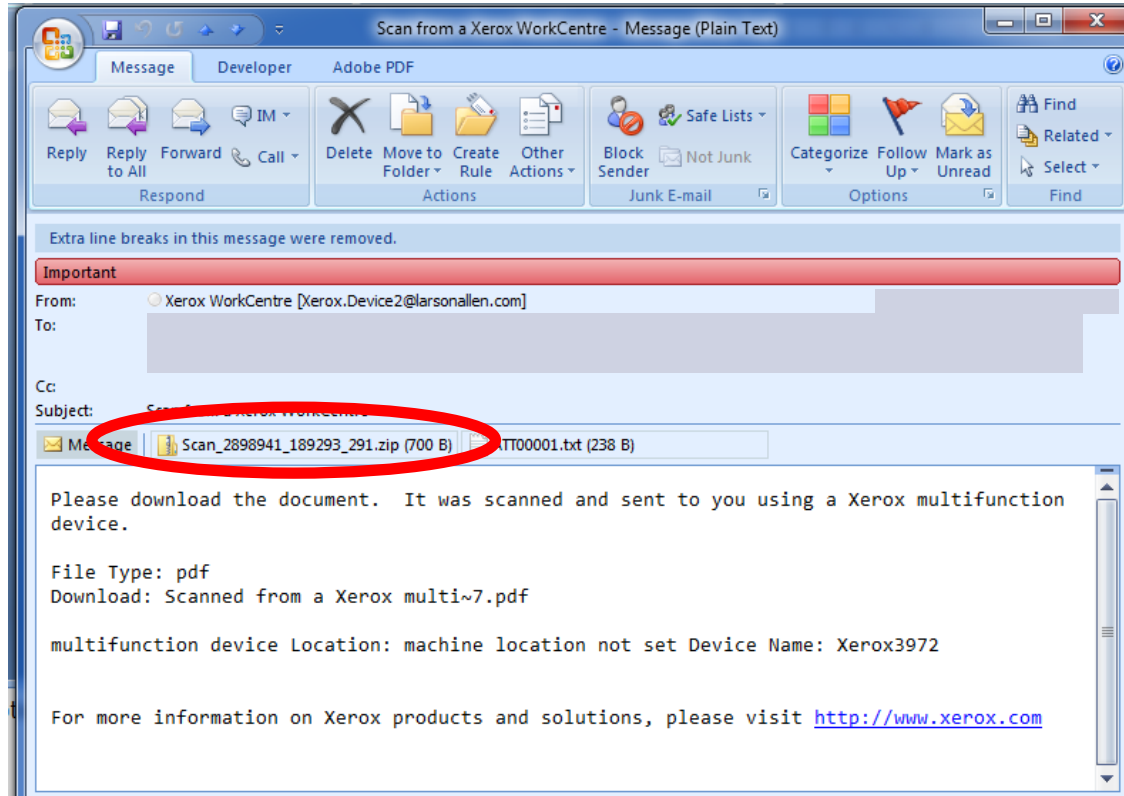 Scan from a Xerox WorkCentre - Message (Plain Text)
Message Developer Adobe PDF
Reply Reply to All Forward IM Call
Respond
Delete Move to Folder Create Rule Other Actions
Actions
Block Sender Safe Lists Not Junk
Junk E-mail
Categorize Follow Up Mark as Unread
Options
Find Related Select
Find
Extra line breaks in this message were removed.
Important
From: Xerox WorkCentre [Xerox.Device2@larsonallen.com]
To:
Cc:
Subject: Scan from a Xerox WorkCentre
Message Scan_2898941_189293_291.zip (700 B) ATT00001.txt (238 B)
Please download the document. It was scanned and sent to you using a Xerox multifunction
device.
File Type: pdf
Download: Scanned from a Xerox multi~7.pdf
multifunction device Location: machine location not set Device Name: Xerox3972
For more information on Xerox products and solutions, please visit http://www.xerox.com